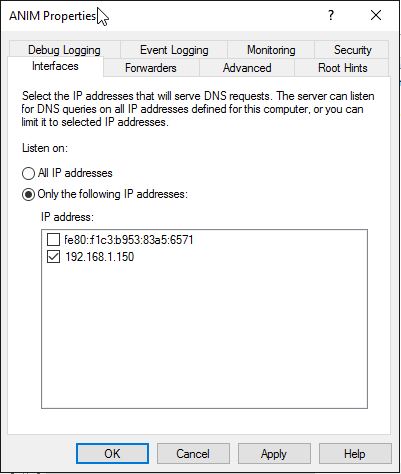 ANIM Properties
?
Debug Logging Event Logging Monitoring Security
Interfaces Forwarders Advanced Root Hints
Select the IP addresses that will serve DNS requests. The server can listen
for DNS queries on all IP addresses defined for this computer, or you can
limit it to selected IP addresses.
Listen on:
All IP addresses
Only the following IP addresses:
IP address:
fe80::f1c3:b953:83a5:6571
192.168.1.150
OK Cancel Apply Help